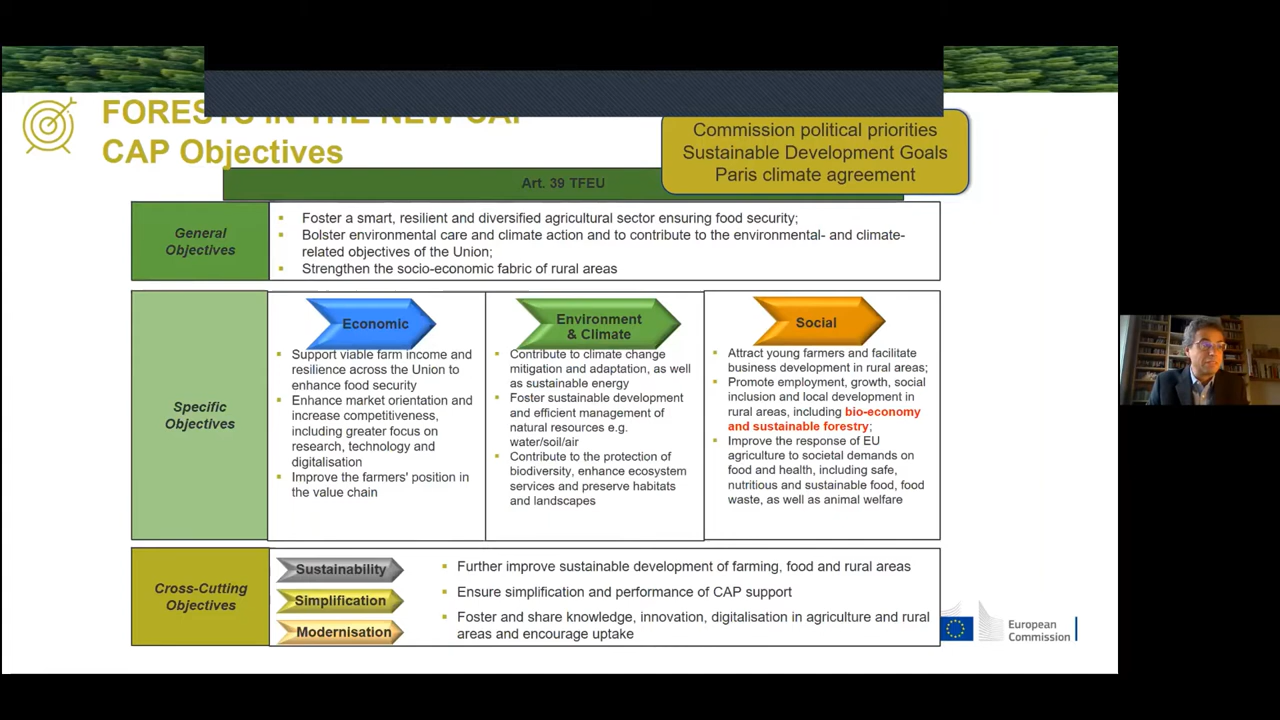 FORESTS IN THE NEW CAP
CAP Objectives
Commission political priorities
Sustainable Development Goals
Paris climate agreement
Art. 39 TFEU
General
Objectives
Foster a smart, resilient and diversified agricultural sector ensuring food security;
Bolster environmental care and climate action and to contribute to the environmental- and climate-
related objectives of the Union;
Strengthen the socio-economic fabric of rural areas
Specific
Objectives
Economic
Support viable farm income and
resilience across the Union to
enhance food security
Enhance market orientation and
increase competitiveness,
including greater focus on
research, technology and
digitalisation
Improve the farmers' position in
the value chain
Environment
& Climate
Contribute to climate change
mitigation and adaptation, as well
as sustainable energy
Foster sustainable development
and efficient management of
natural resources e.g.
water/soil/air
Contribute to the protection of
biodiversity, enhance ecosystem
services and preserve habitats
and landscapes
Social
Attract young farmers and facilitate
business development in rural areas;
Promote employment, growth, social
inclusion and local development in
rural areas, including bio-economy
and sustainable forestry;
Improve the response of EU
agriculture to societal demands on
food and health, including safe,
nutritious and sustainable food, food
waste, as well as animal welfare
Cross-Cutting
Objectives
Sustainability
Further improve sustainable development of farming, food and rural areas
Simplification
Ensure simplification and performance of CAP support
Modernisation
Foster and share knowledge, innovation, digitalisation in agriculture and rural
areas and encourage uptake
European
Commission